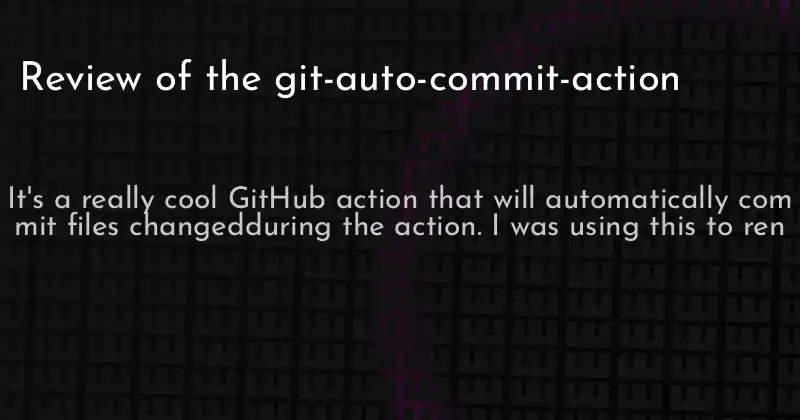 Review of the git-auto-commit-action
It's a really cool GitHub action that will automatically com
mit files changedduring the action. I was using this to ren